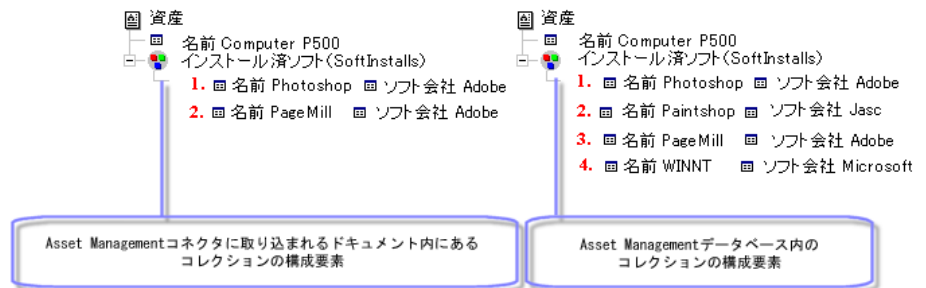 資産
名前 Computer P500
インストール済ソフト(SoftInstalls)
1. 名前 Photoshop ソフト会社 Adobe
2. 名前 PageMill ソフト会社 Adobe
Asset Managementコネクタに取り込まれるドキュメント内にある
コレクションの構成要素
資産
名前 Computer P500
インストール済ソフト(SoftInstalls)
1. 名前 Photoshop ソフト会社 Adobe
2. 名前 Paintshop ソフト会社 Jasc
3. 名前 PageMill ソフト会社 Adobe
4. 名前 WINNT ソフト会社 Microsoft
Asset Managementデータベース内の
コレクションの構成要素